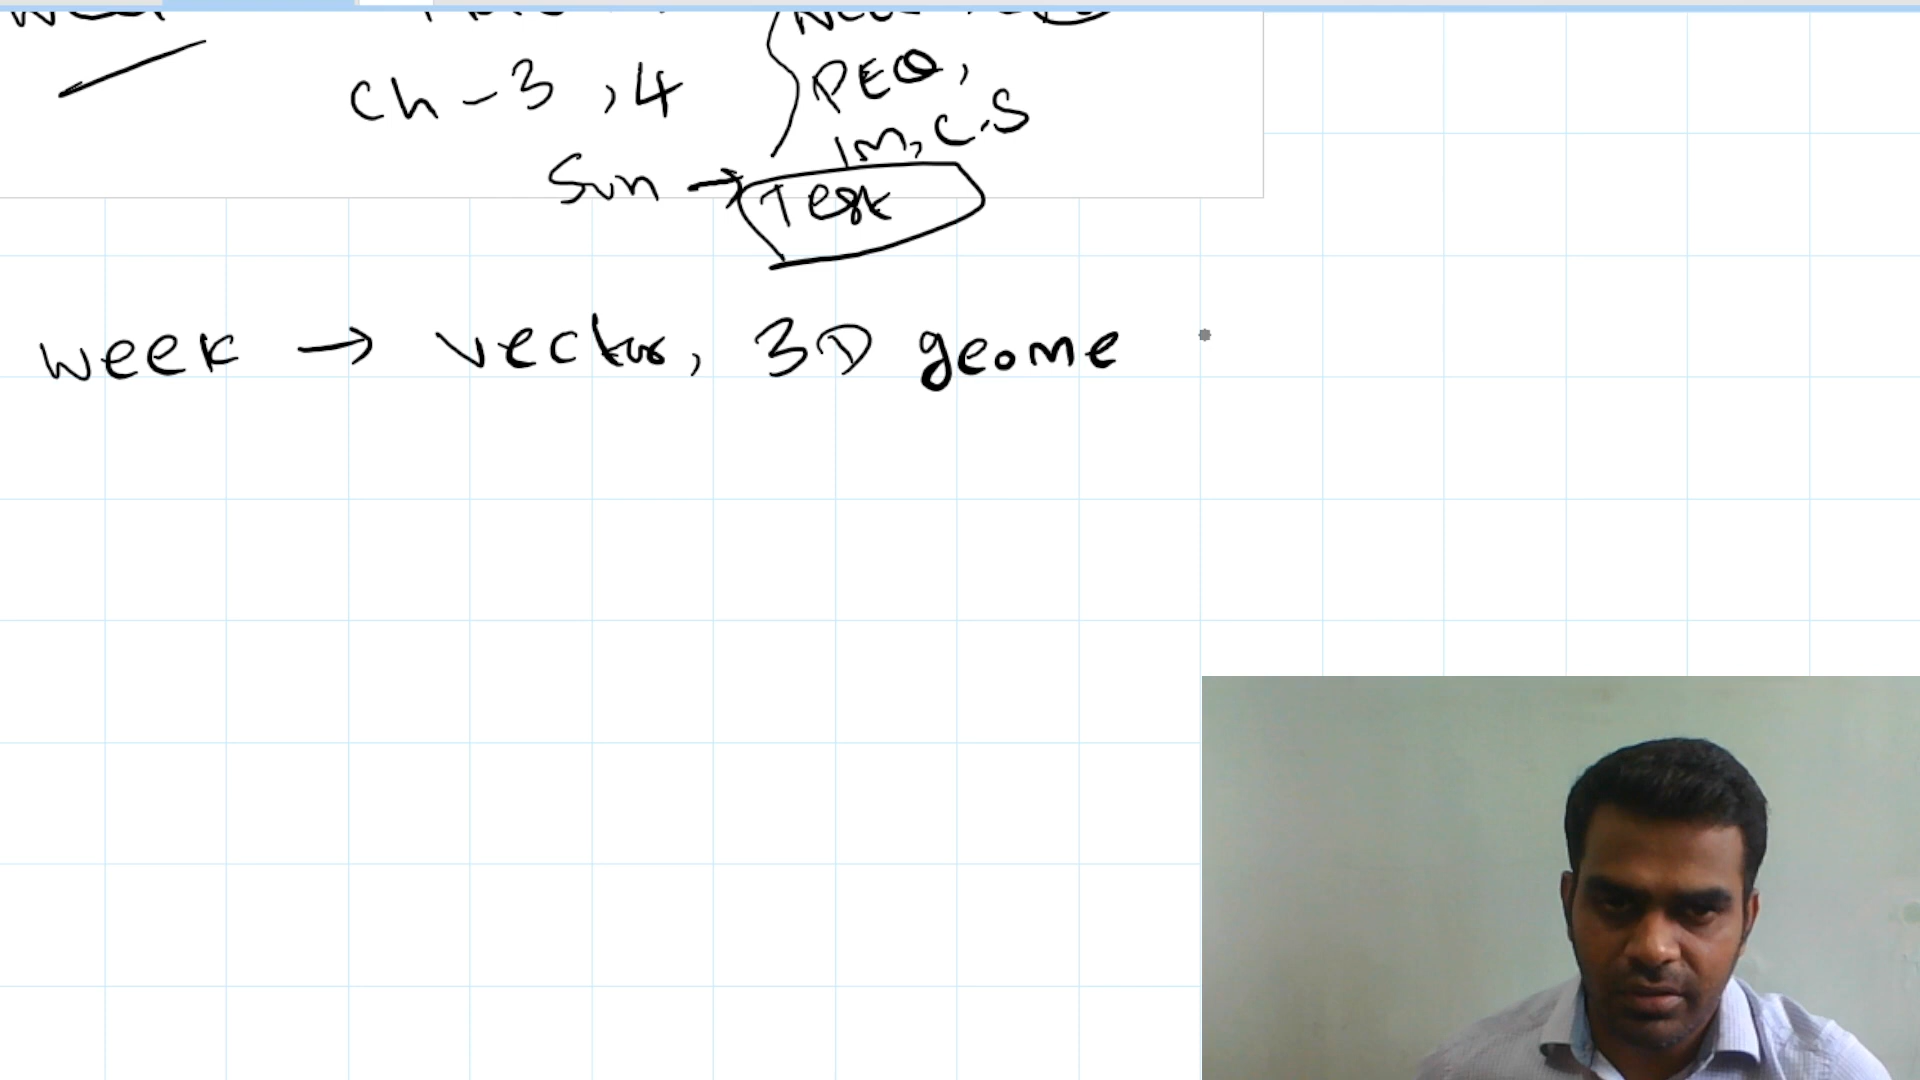 Ch - 3 , 4
PEQ,
IM, C.S
Sun → Test
week → vector, 3D geome